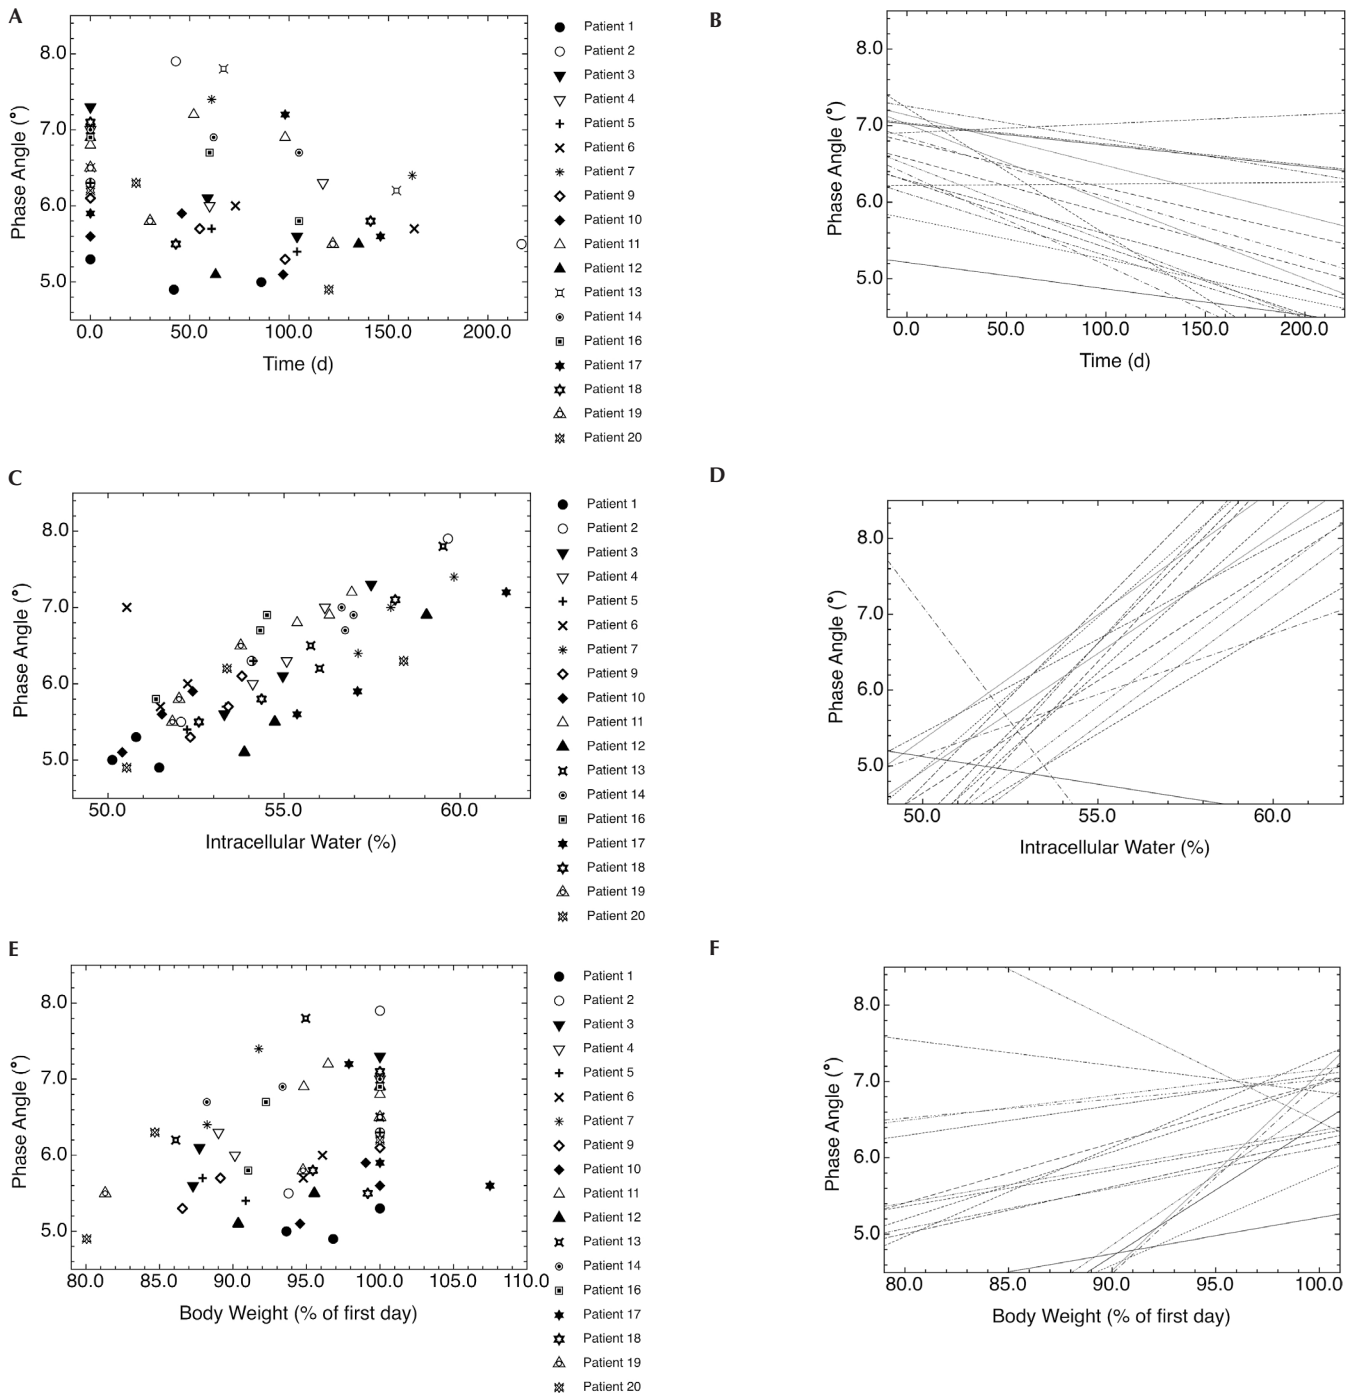 A
Phase Angle (°)
8.0
7.0
6.0
5.0
0.0 50.0 100.0 150.0 200.0
Time (d)
Patient 1
Patient 2
Patient 3
Patient 4
Patient 5
Patient 6
Patient 7
Patient 9
Patient 10
Patient 11
Patient 12
Patient 13
Patient 14
Patient 16
Patient 17
Patient 18
Patient 19
Patient 20
B
Phase Angle (°)
8.0
7.0
6.0
5.0
0.0 50.0 100.0 150.0 200.0
Time (d)
C
Phase Angle (°)
8.0
7.0
6.0
5.0
50.0 55.0 60.0
Intracellular Water (%)
Patient 1
Patient 2
Patient 3
Patient 4
Patient 5
Patient 6
Patient 7
Patient 9
Patient 10
Patient 11
Patient 12
Patient 13
Patient 14
Patient 16
Patient 17
Patient 18
Patient 19
Patient 20
D
Phase Angle (°)
8.0
7.0
6.0
5.0
50.0 55.0 60.0
Intracellular Water (%)
E
Phase Angle (°)
8.0
7.0
6.0
5.0
80.0 85.0 90.0 95.0 100.0 105.0 110.0
Body Weight (% of first day)
Patient 1
Patient 2
Patient 3
Patient 4
Patient 5
Patient 6
Patient 7
Patient 9
Patient 10
Patient 11
Patient 12
Patient 13
Patient 14
Patient 16
Patient 17
Patient 18
Patient 19
Patient 20
F
Phase Angle (°)
8.0
7.0
6.0
5.0
80.0 85.0 90.0 95.0 100.0
Body Weight (% of first day)